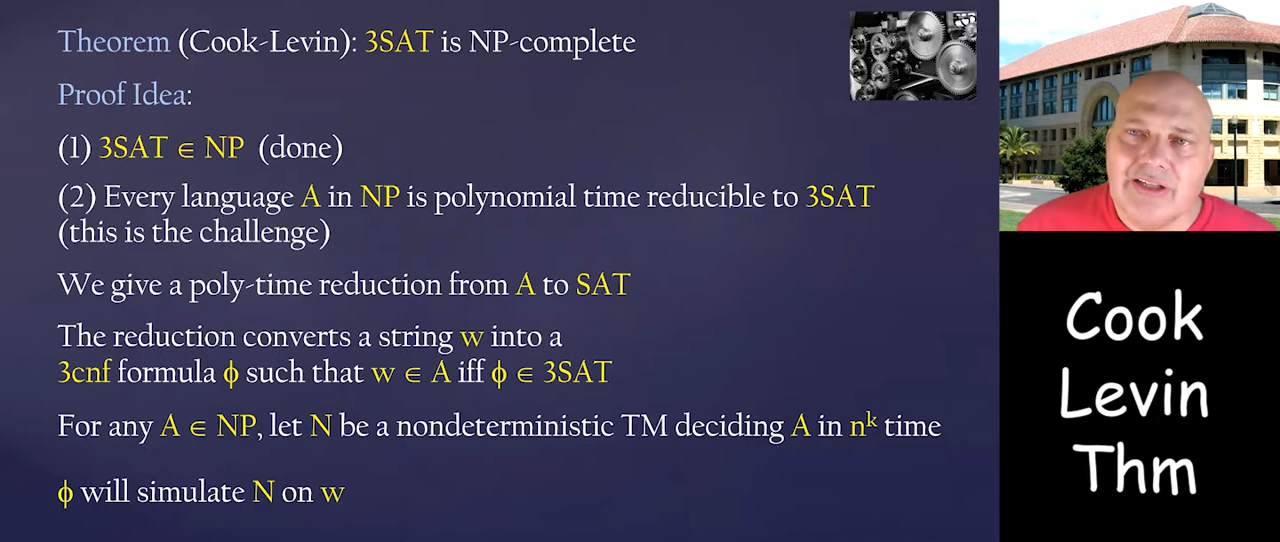 Theorem (Cook-Levin): 3SAT is NP-complete
Proof Idea:
(1) 3SAT ∈ NP (done)
(2) Every language A in NP is polynomial time reducible to 3SAT
(this is the challenge)
We give a poly-time reduction from A to SAT
The reduction converts a string w into a
3cnf formula ϕ such that w ∈ A iff ϕ ∈ 3SAT
For any A ∈ NP, let N be a nondeterministic TM deciding A in nᵏ time
ϕ will simulate N on w
Cook
Levin
Thm